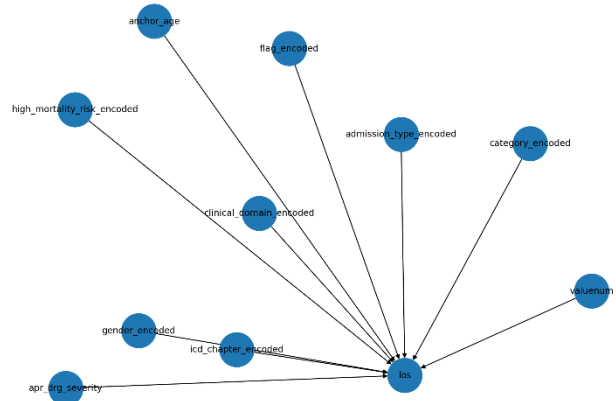 anchor_age
flag_encoded
high_mortality_risk_encoded
admission_type_encoded
category_encoded
clinical_domain_encoded
valuenum
gender_encoded
icd_chapter_encoded
los
apr_drg_severity